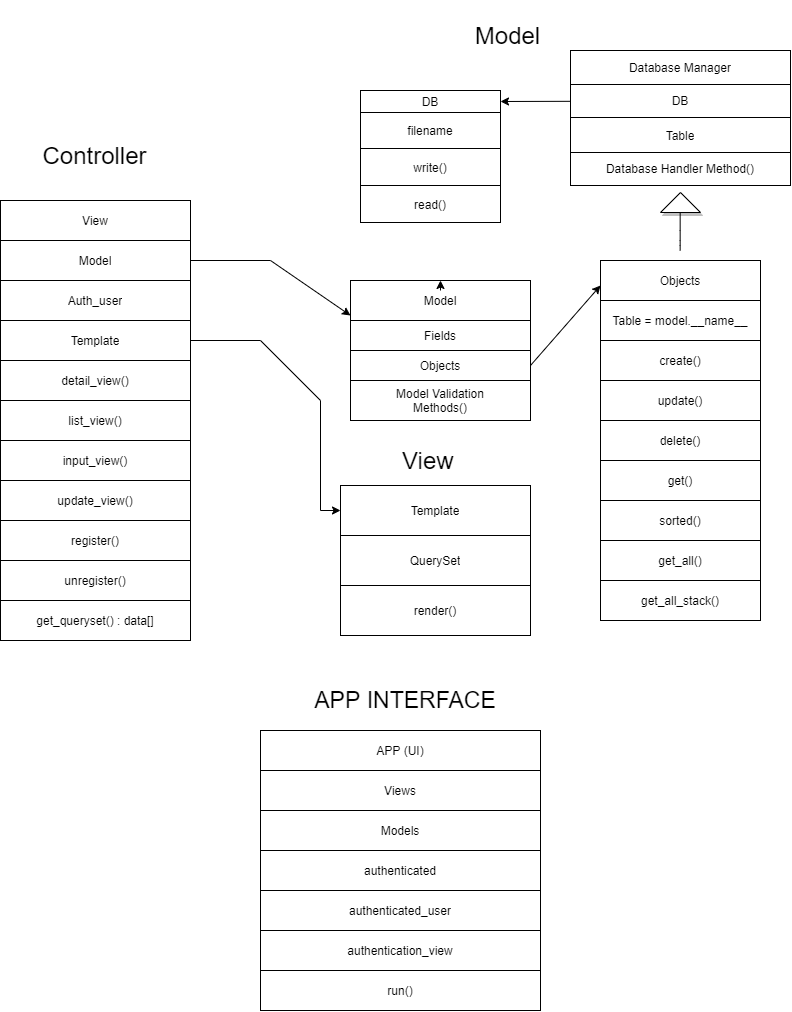 Model
Database Manager
DB
Table
Database Handler Method()
DB
filename
write()
read()
Controller
View
Model
Auth_user
Template
detail_view()
list_view()
input_view()
update_view()
register()
unregister()
get_queryset() : data[]
Model
Fields
Objects
Model Validation
Methods()
Objects
Table = model.__name__
create()
update()
delete()
get()
sorted()
get_all()
get_all_stack()
View
Template
QuerySet
render()
APP INTERFACE
APP (UI)
Views
Models
authenticated
authenticated_user
authentication_view
run()